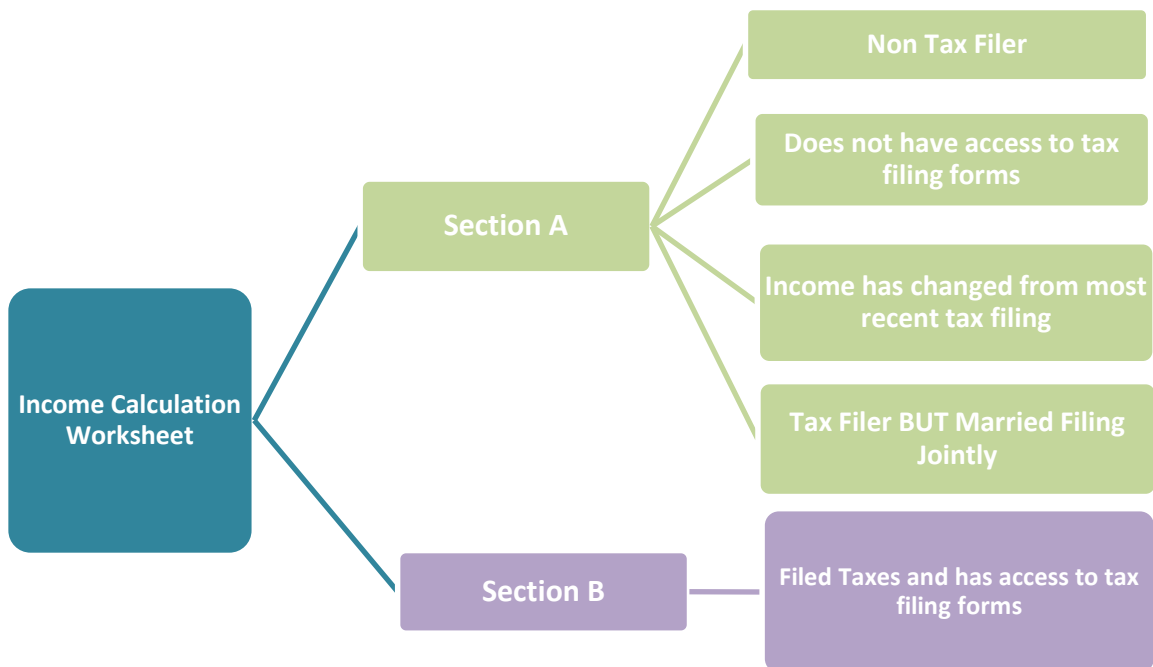 Non Tax Filer
Does not have access to tax
filing forms
Section A
Income has changed from most
recent tax filing
Income Calculation
Worksheet
Tax Filer BUT Married Filing
Jointly
Section B
Filed Taxes and has access to tax
filing forms